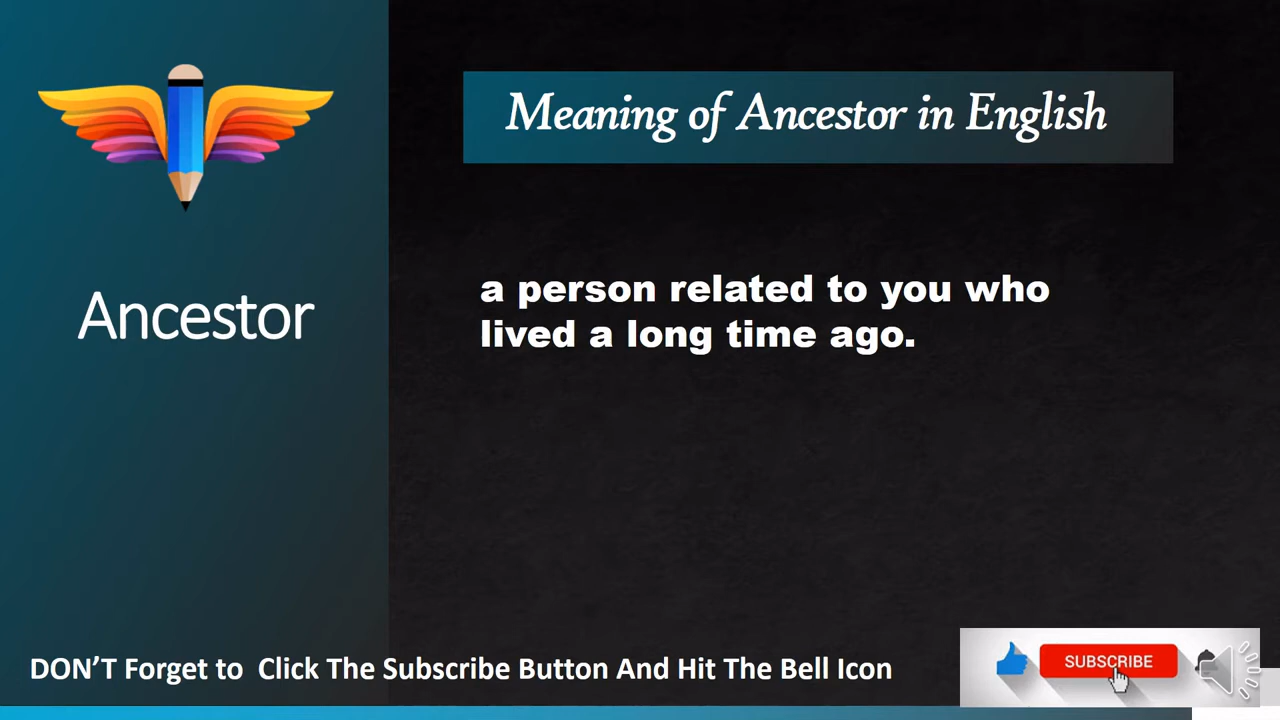 Meaning of Ancestor in English
Ancestor
a person related to you who
lived a long time ago.
DON’T Forget to  Click The Subscribe Button And Hit The Bell Icon
SUBSCRIBE